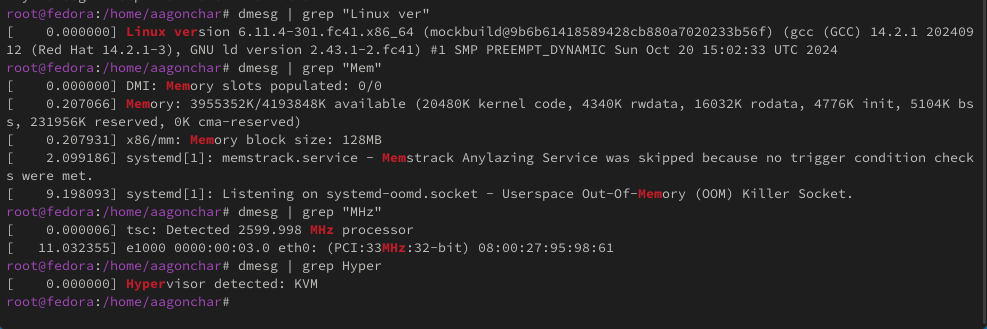 root@fedora:/home/aagonchar# dmesg | grep "Linux ver"
[    0.000000] Linux version 6.11.4-301.fc41.x86_64 (mockbuild@9b6b61418589428cb880a7020233b56f) (gcc (GCC) 14.2.1 202409
12 (Red Hat 14.2.1-3), GNU ld version 2.43.1-2.fc41) #1 SMP PREEMPT_DYNAMIC Sun Oct 20 15:02:33 UTC 2024
root@fedora:/home/aagonchar# dmesg | grep "Mem"
[    0.000000] DMI: Memory slots populated: 0/0
[    0.207066] Memory: 3955352K/4193848K available (20480K kernel code, 4340K rwdata, 16032K rodata, 4776K init, 5104K bs
s, 231956K reserved, 0K cma-reserved)
[    0.207931] x86/mm: Memory block size: 128MB
[    2.099186] systemd[1]: memstrack.service - Memstrack Anylazing Service was skipped because no trigger condition check
s were met.
[    9.198093] systemd[1]: Listening on systemd-oomd.socket - Userspace Out-Of-Memory (OOM) Killer Socket.
root@fedora:/home/aagonchar# dmesg | grep "MHz"
[    0.000006] tsc: Detected 2599.998 MHz processor
[   11.032355] e1000 0000:00:03.0 eth0: (PCI:33MHz:32-bit) 08:00:27:95:98:61
root@fedora:/home/aagonchar# dmesg | grep Hyper
[    0.000000] Hypervisor detected: KVM
root@fedora:/home/aagonchar#